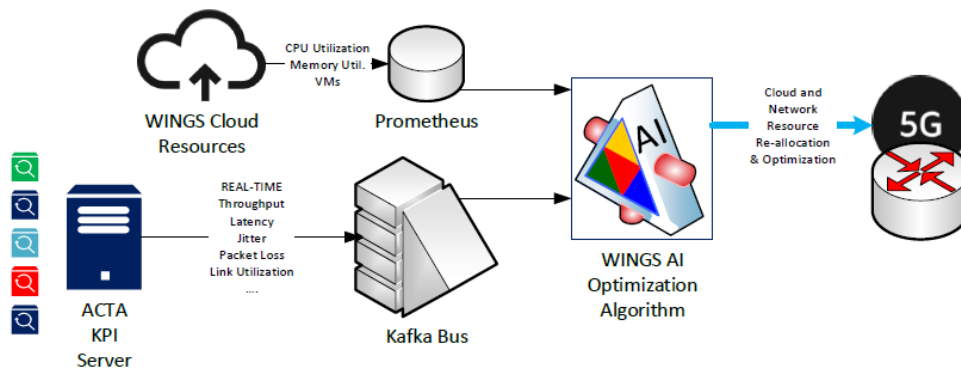 CPU Utilization
Memory Util.
VMs
WINGS Cloud
Resources
Prometheus
AI
Cloud and
Network
Resource
Re-allocation
& Optimization
5G
REAL-TIME
Throughput
Latency
Jitter
Packet Loss
Link Utilization
....
ACTA
KPI
Server
Kafka Bus
WINGS AI
Optimization
Algorithm